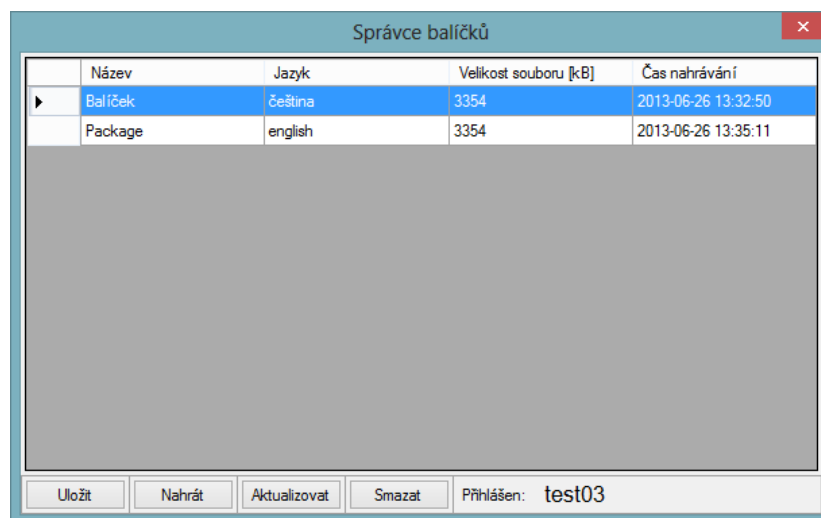 Správce balíčků
Název Jazyk Velikost souboru [kB] Čas nahrávání
Balíček čeština 3354 2013-06-26 13:32:50
Package english 3354 2013-06-26 13:35:11
Uložit Nahrát Aktualizovat Smazat Přihlášen: test03